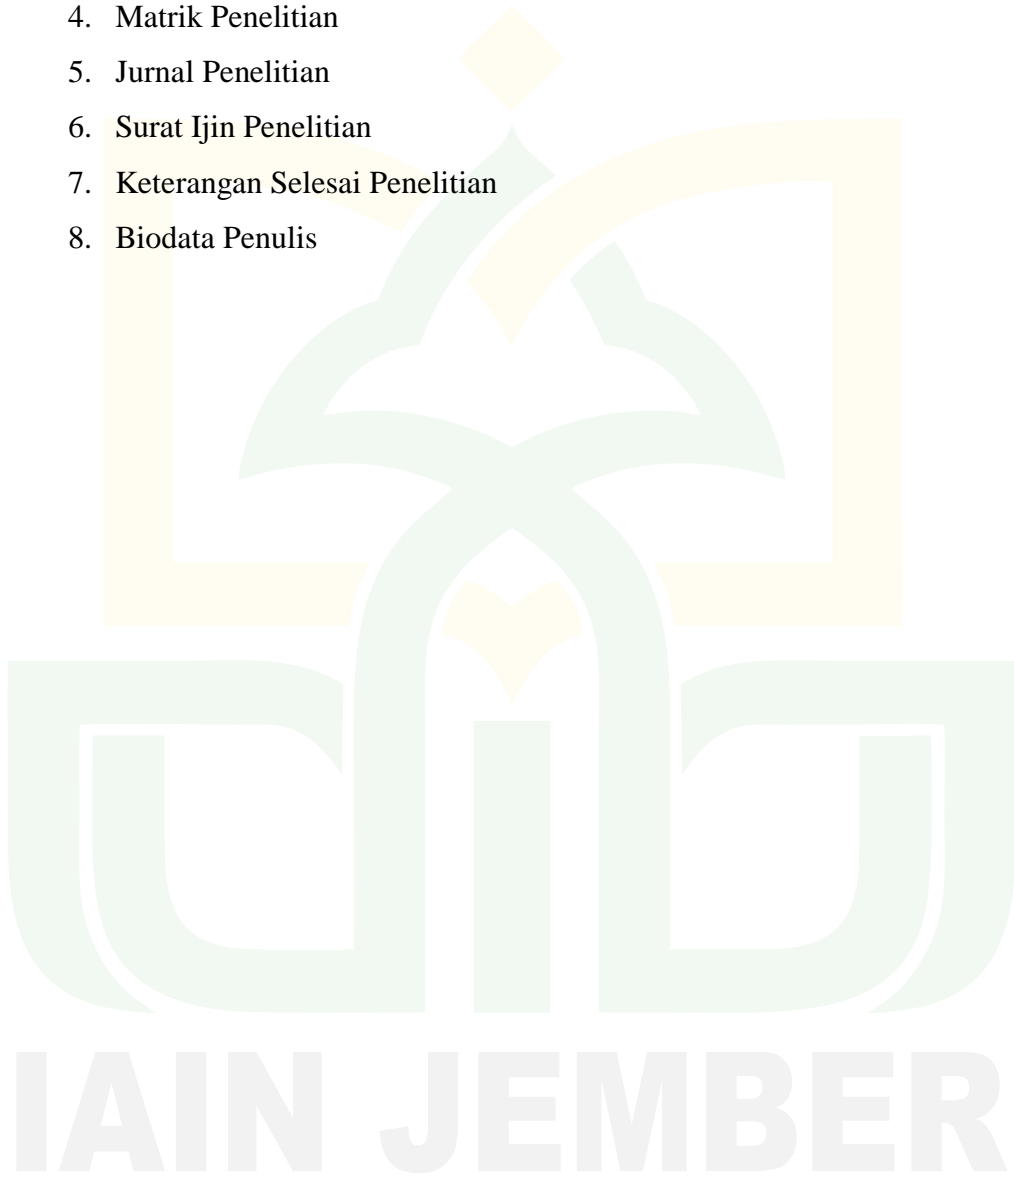 4. Matrik Penelitian
5. Jurnal Penelitian
6. Surat Ijin Penelitian
7. Keterangan Selesai Penelitian
8. Biodata Penulis
IAIN JEMBER